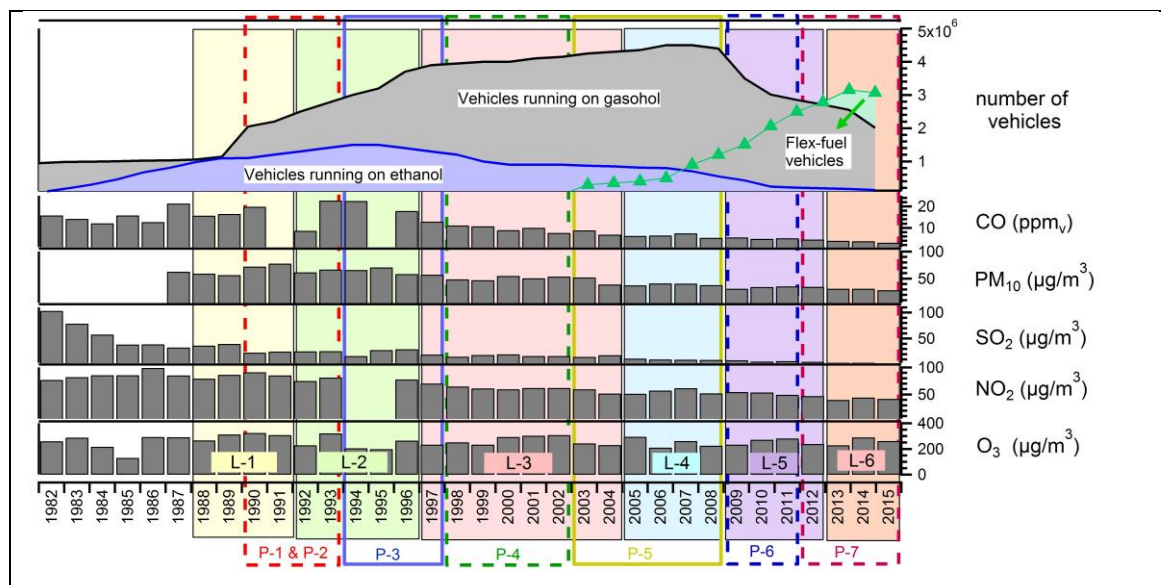 5x10⁶
4
3
2
1
number of
vehicles
Vehicles running on gasohol
Flex-fuel
vehicles
Vehicles running on ethanol
20
10
CO (ppmᵥ)
100
50
PM₁₀ (µg/m³)
100
50
SO₂ (µg/m³)
100
50
NO₂ (µg/m³)
400
200
0
O₃ (µg/m³)
L-1 L-2 L-3 L-4 L-5 L-6
1982 1983 1984 1985 1986 1987 1988 1989 1990 1991 1992 1993 1994 1995 1996 1997 1998 1999 2000 2001 2002 2003 2004 2005 2006 2007 2008 2009 2010 2011 2012 2013 2014 2015
P-1 & P-2 P-3 P-4 P-5 P-6 P-7